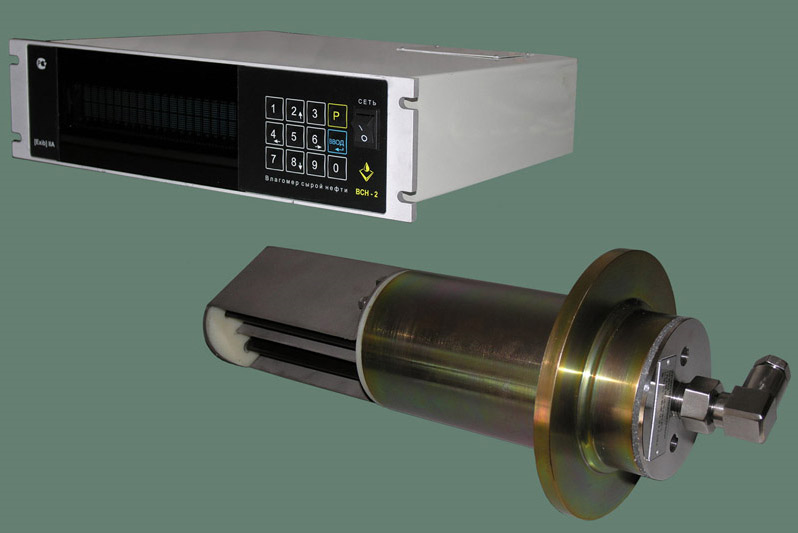 СЕТЬ
1 2 3 P
4 5 6 ВВОД
7 8 9 0
[Exib] IIA
Влагомер сырой нефти
ВСН - 2